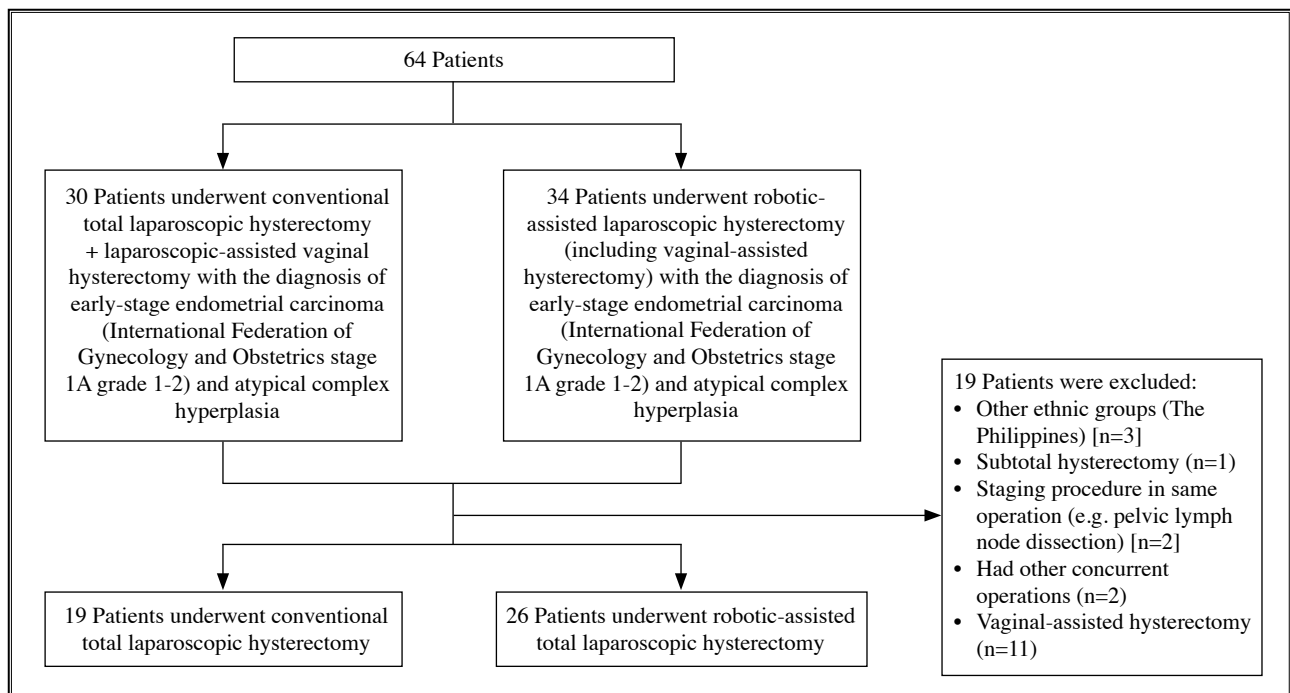 64 Patients
30 Patients underwent conventional
total laparoscopic hysterectomy
+ laparoscopic-assisted vaginal
hysterectomy with the diagnosis of
early-stage endometrial carcinoma
(International Federation of
Gynecology and Obstetrics stage
1A grade 1-2) and atypical complex
hyperplasia
34 Patients underwent robotic-
assisted laparoscopic hysterectomy
(including vaginal-assisted
hysterectomy) with the diagnosis of
early-stage endometrial carcinoma
(International Federation of
Gynecology and Obstetrics stage
1A grade 1-2) and atypical complex
hyperplasia
19 Patients were excluded:
• Other ethnic groups (The
Philippines) [n=3]
• Subtotal hysterectomy (n=1)
• Staging procedure in same
operation (e.g. pelvic lymph
node dissection) [n=2]
• Had other concurrent
operations (n=2)
• Vaginal-assisted hysterectomy
(n=11)
19 Patients underwent conventional
total laparoscopic hysterectomy
26 Patients underwent robotic-assisted
total laparoscopic hysterectomy